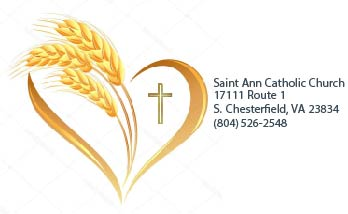 Saint Ann Catholic Church
17111 Route 1
S. Chesterfield, VA 23834
(804) 526-2548